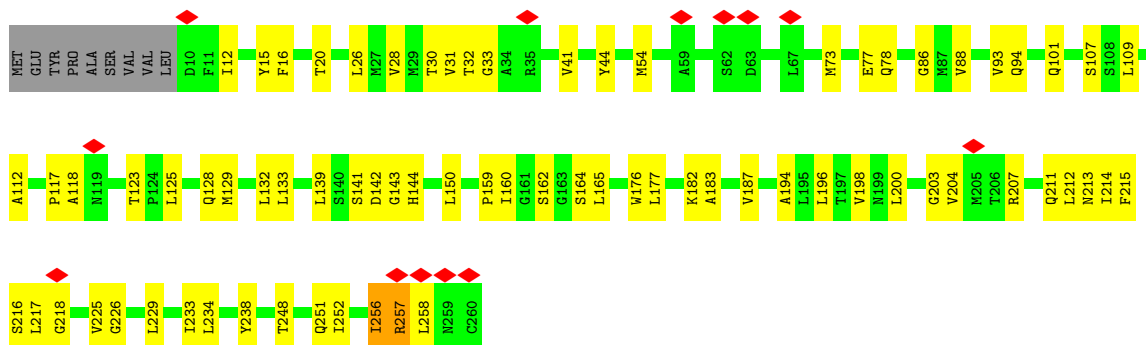 MET GLU TYR PRO ALA SER VAL VAL LEU D10 F11 I12 Y15 F16 T20 L26 M27 V28 M29 T30 V31 T32 G33 A34 R35 V41 Y44 M54 A59 S62 D63 L67 M73 E77 Q78 G86 M87 V88 V93 Q94 Q101 S107 S108 L109
A112 P117 A118 N119 T123 P124 L125 Q128 M129 L132 L133 L139 S140 S141 D142 G143 H144 L150 P159 I160 G161 S162 G163 S164 L165 W176 L177 K182 A183 V187 A194 L195 L196 T197 V198 N199 L200 G203 V204 M205 T206 R207 Q211 L212 N213 I214 F215
S216 L217 G218 V225 G226 L229 I233 L234 Y238 T248 Q251 I252 I256 R257 L258 N259 C260